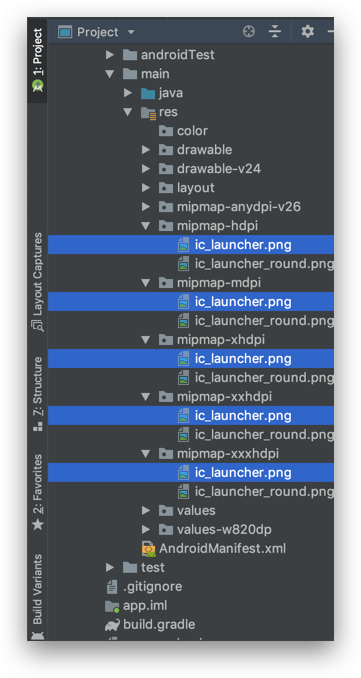 Project
androidTest
main
java
res
color
drawable
drawable-v24
layout
mipmap-anydpi-v26
mipmap-hdpi
ic_launcher.png
ic_launcher_round.png
mipmap-mdpi
ic_launcher.png
ic_launcher_round.png
mipmap-xhdpi
ic_launcher.png
ic_launcher_round.png
mipmap-xxhdpi
ic_launcher.png
ic_launcher_round.png
mipmap-xxxhdpi
ic_launcher.png
ic_launcher_round.png
values
values-w820dp
AndroidManifest.xml
test
.gitignore
app.iml
build.gradle
1: Project
Layout Captures
7: Structure
2: Favorites
Build Variants